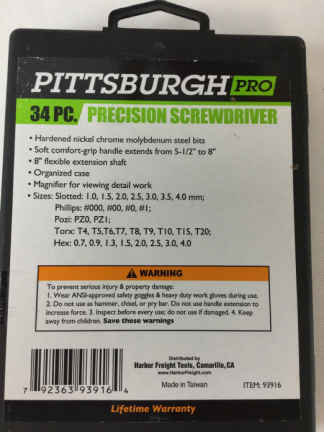 PITTSBURGH PRO
34 PC. PRECISION SCREWDRIVER
• Hardened nickel chrome molybdenum steel bits
• Soft comfort-grip handle extends from 5-1/2" to 8"
• 8" flexible extension shaft
• Organized case
• Magnifier for viewing detail work
• Sizes: Slotted: 1.0, 1.5, 2.0, 2.5, 3.0, 3.5, 4.0 mm;
Phillips: #000, #00, #0, #1;
Pozi: PZ0, PZ1;
Torx: T4, T5,T6,T7, T8, T9, T10, T15, T20;
Hex: 0.7, 0.9, 1.3, 1.5, 2.0, 2.5, 3.0, 4.0
WARNING
To prevent serious injury & property damage:
1. Wear ANSI-approved safety goggles & heavy duty work gloves during use.
2. Do not use as hammer, chisel, or pry bar. Do not use handle extension to
increase force. 3. Inspect before every use; do not use if damaged. 4. Keep
away from children. Save these warnings
Distributed by
Harbor Freight Tools, Camarillo, CA
www.HarborFreight.com
Made in Taiwan
ITEM: 93916
7 92363 93916 4
Lifetime Warranty